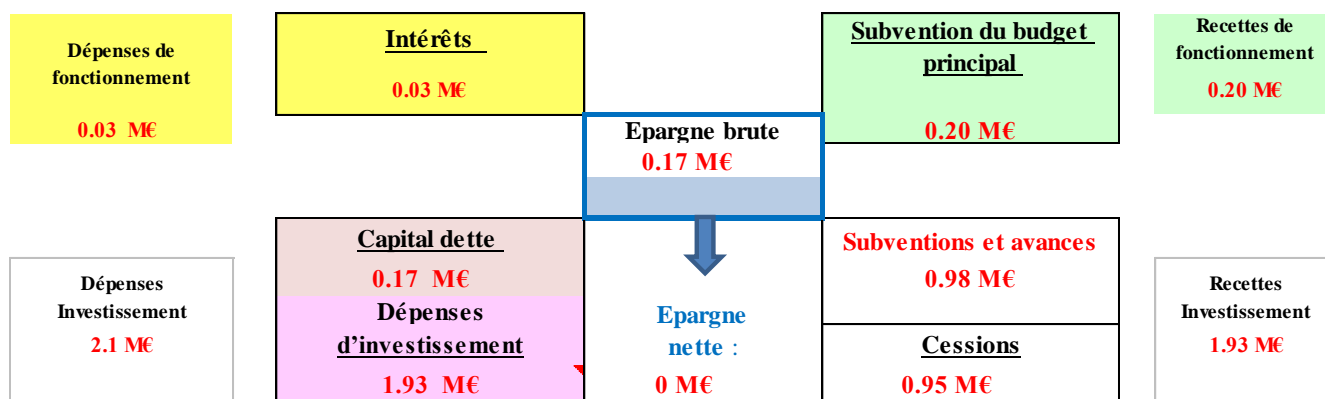 Dépenses de
fonctionnement
0.03 M€
Intérêts
0.03 M€
Epargne brute
0.17 M€
Subvention du budget
principal
0.20 M€
Recettes de
fonctionnement
0.20 M€
Dépenses
Investissement
2.1 M€
Capital dette
0.17 M€
Dépenses
d’investissement
1.93 M€
Epargne
nette :
0 M€
Subventions et avances
0.98 M€
Cessions
0.95 M€
Recettes
Investissement
1.93 M€